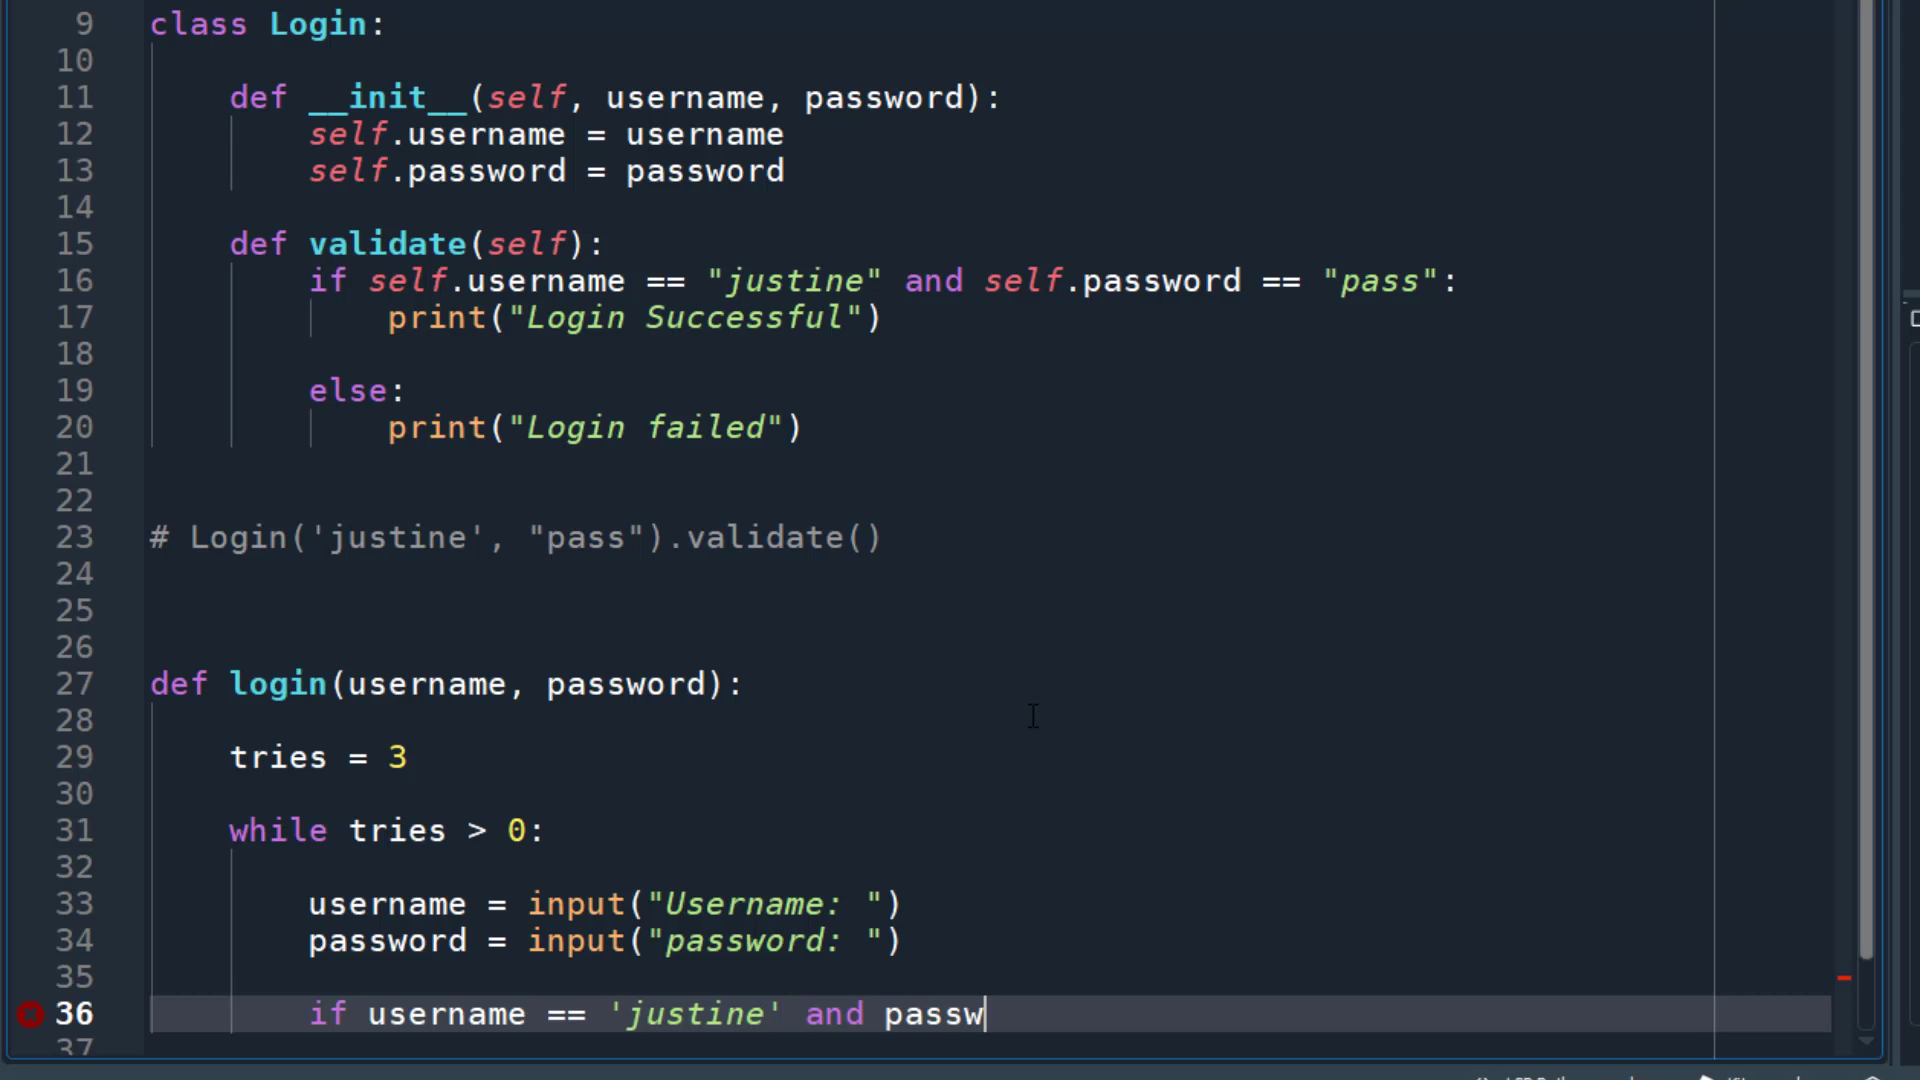 9 class Login:
10
11 def __init__(self, username, password):
12 self.username = username
13 self.password = password
14
15 def validate(self):
16 if self.username == "justine" and self.password == "pass":
17 print("Login Successful")
18
19 else:
20 print("Login failed")
21
22
23 # Login('justine', "pass").validate()
24
25
26
27 def login(username, password):
28
29 tries = 3
30
31 while tries > 0:
32
33 username = input("Username: ")
34 password = input("password: ")
35
36 if username == 'justine' and passw
37